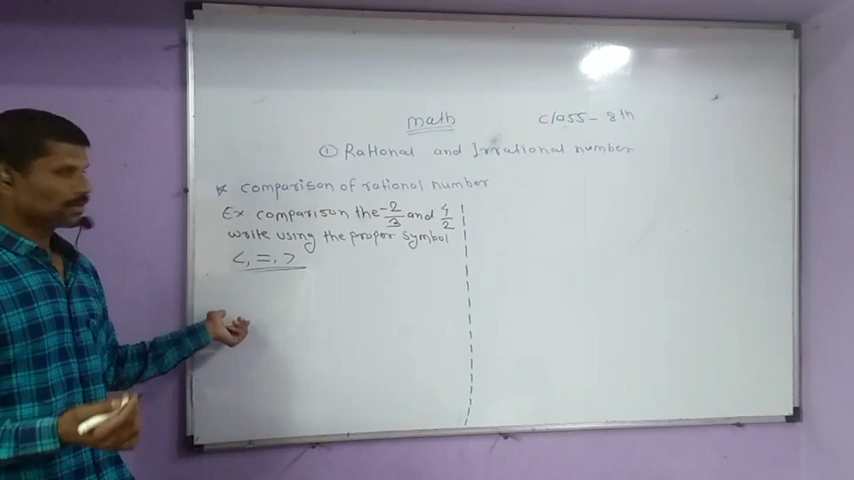 math
class - 8th
① Rational and Irrational number
* comparison of rational number
Ex comparison the -2/3 and 4/2
write using the proper symbol
<, =, >